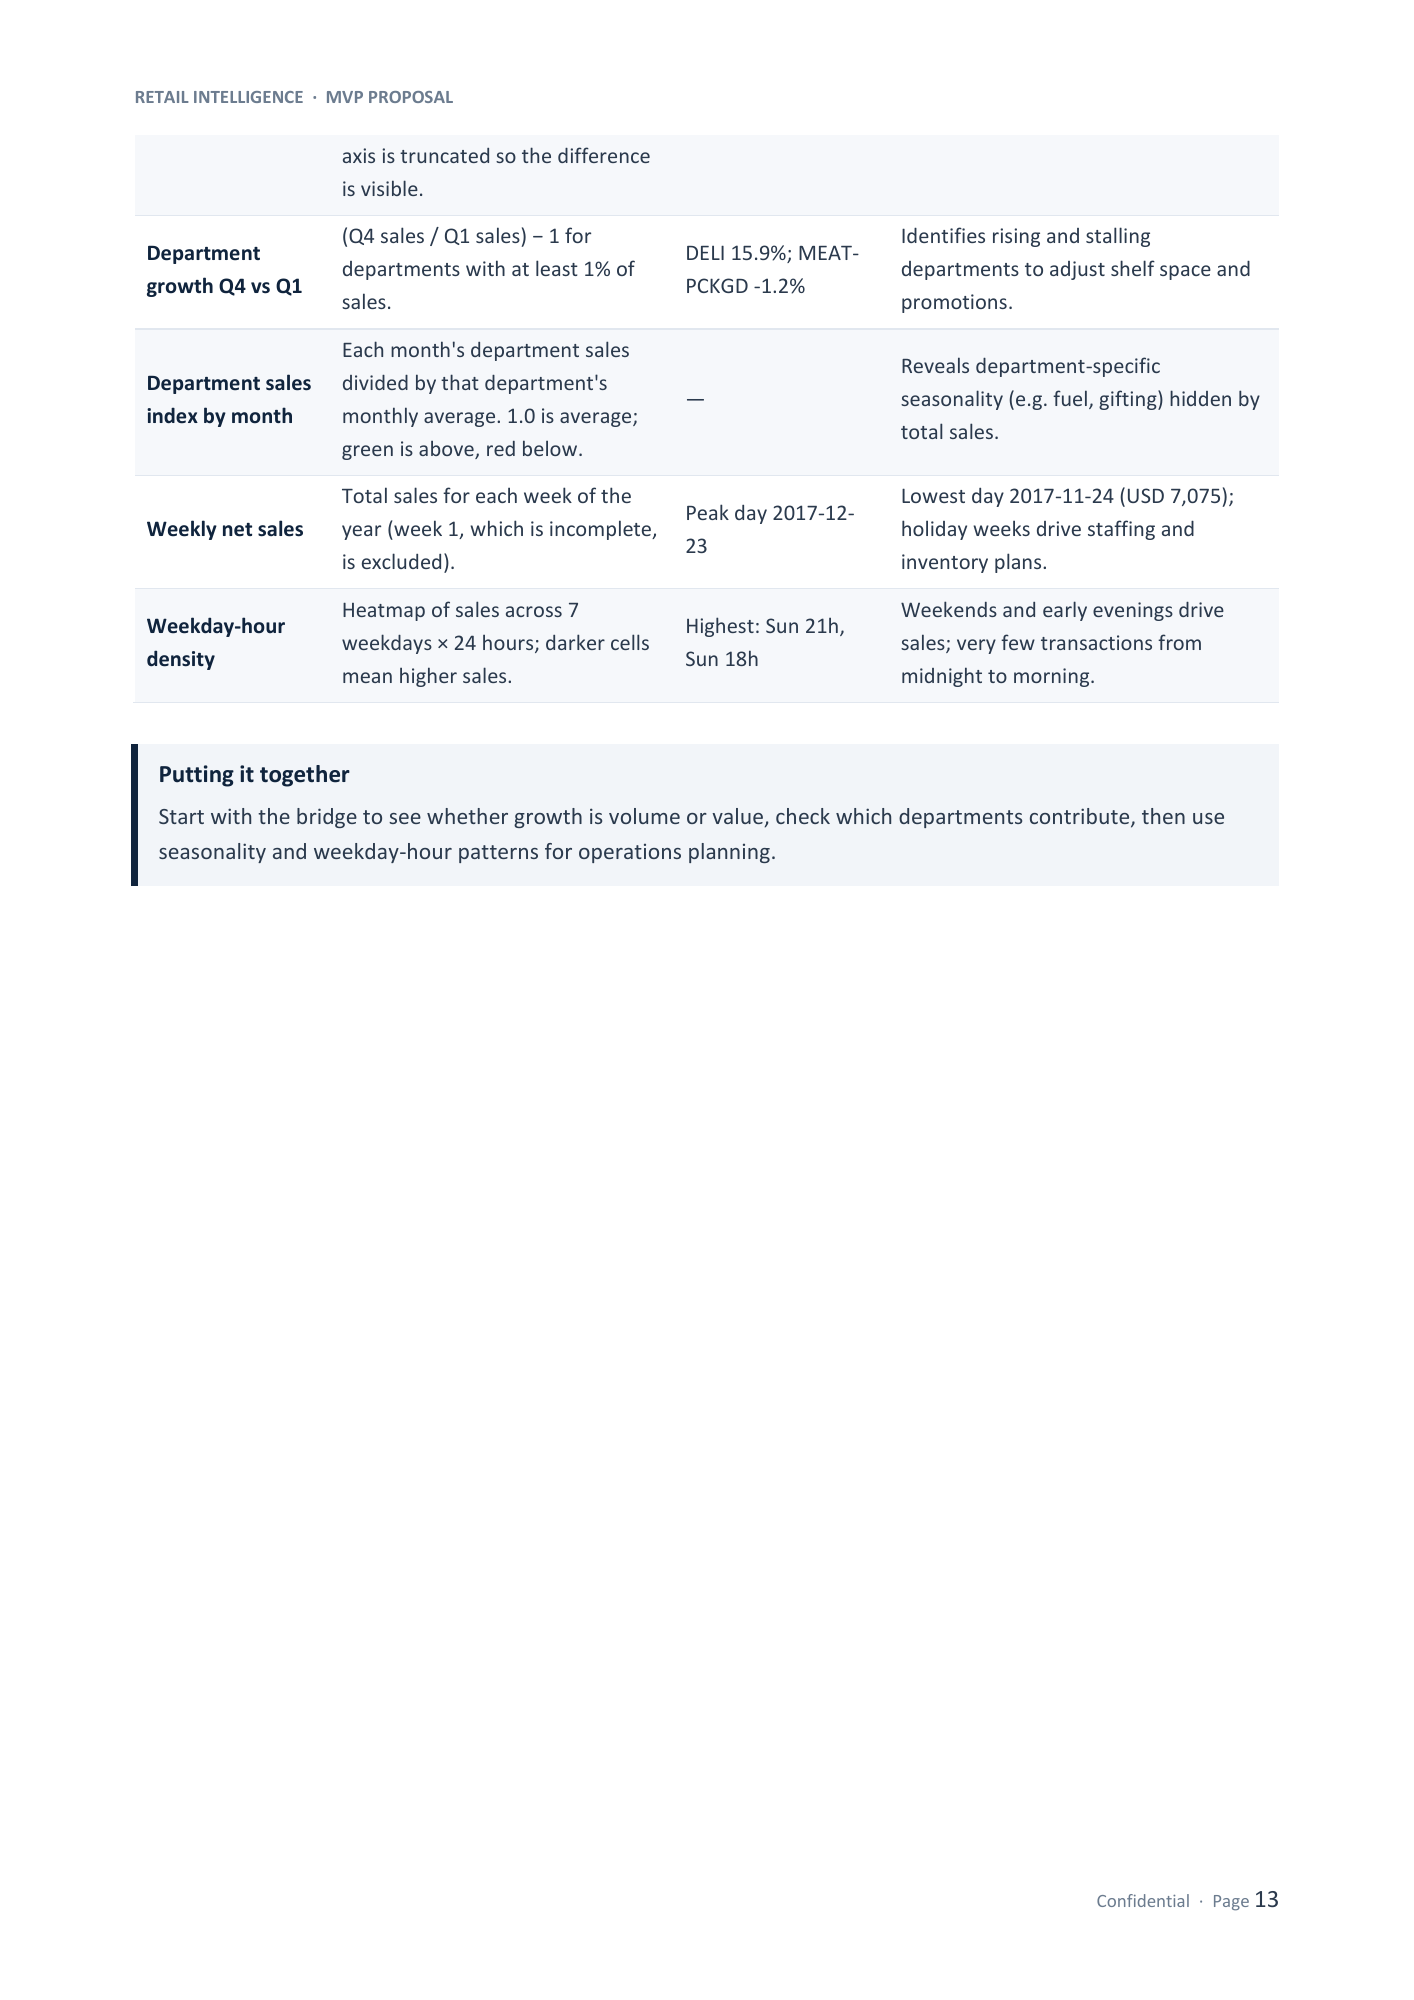 RETAIL INTELLIGENCE · MVP PROPOSAL
axis is truncated so the difference
is visible.
Department
growth Q4 vs Q1
(Q4 sales / Q1 sales) − 1 for
departments with at least 1% of
sales.
DELI 15.9%; MEAT-
PCKGD -1.2%
Identifies rising and stalling
departments to adjust shelf space and
promotions.
Department sales
index by month
Each month's department sales
divided by that department's
monthly average. 1.0 is average;
green is above, red below.
—
Reveals department-specific
seasonality (e.g. fuel, gifting) hidden by
total sales.
Weekly net sales
Total sales for each week of the
year (week 1, which is incomplete,
is excluded).
Peak day 2017-12-
23
Lowest day 2017-11-24 (USD 7,075);
holiday weeks drive staffing and
inventory plans.
Weekday-hour
density
Heatmap of sales across 7
weekdays × 24 hours; darker cells
mean higher sales.
Highest: Sun 21h,
Sun 18h
Weekends and early evenings drive
sales; very few transactions from
midnight to morning.
Putting it together
Start with the bridge to see whether growth is volume or value, check which departments contribute, then use
seasonality and weekday-hour patterns for operations planning.
Confidential · Page 13